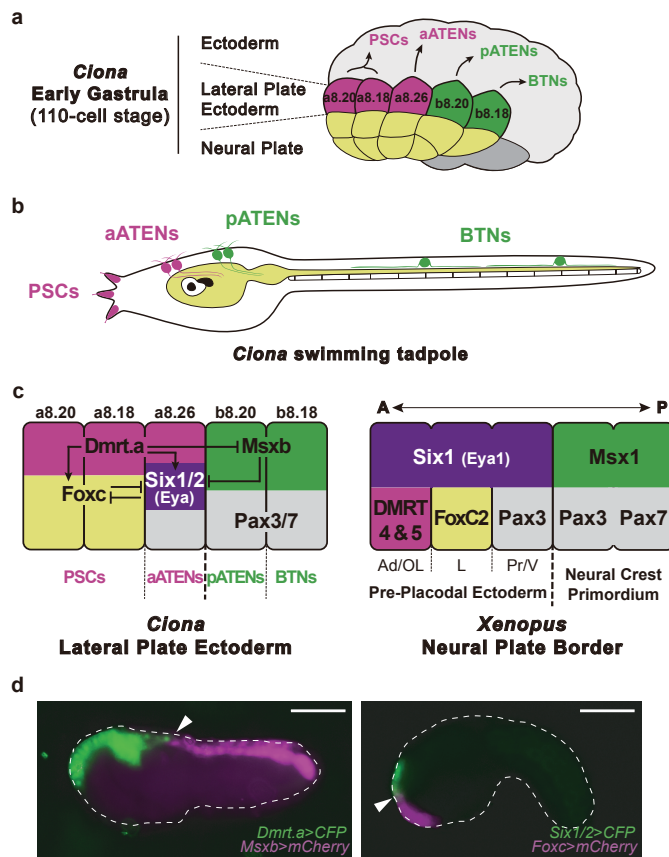 a
Ciona
Early Gastrula
(110-cell stage)
Ectoderm
Lateral Plate
Ectoderm
Neural Plate
PSCs
aATENs
pATENs
BTNs
a8.20
a8.18
a8.26
b8.20
b8.18
b
aATENs
pATENs
BTNs
PSCs
Ciona swimming tadpole
c
a8.20 a8.18 a8.26 b8.20 b8.18
Dmrt.a
Msxb
Foxc
Six1/2
(Eya)
Pax3/7
PSCs aATENs pATENs BTNs
Ciona
Lateral Plate Ectoderm
A P
Six1 (Eya1)
Msx1
DMRT
4 & 5
FoxC2
Pax3
Pax3
Pax7
Ad/OL
L
Pr/V
Pre-Placodal Ectoderm
Neural Crest
Primordium
Xenopus
Neural Plate Border
d
Dmrt.a>CFP
Msxb>mCherry
Six1/2>CFP
Foxc>mCherry